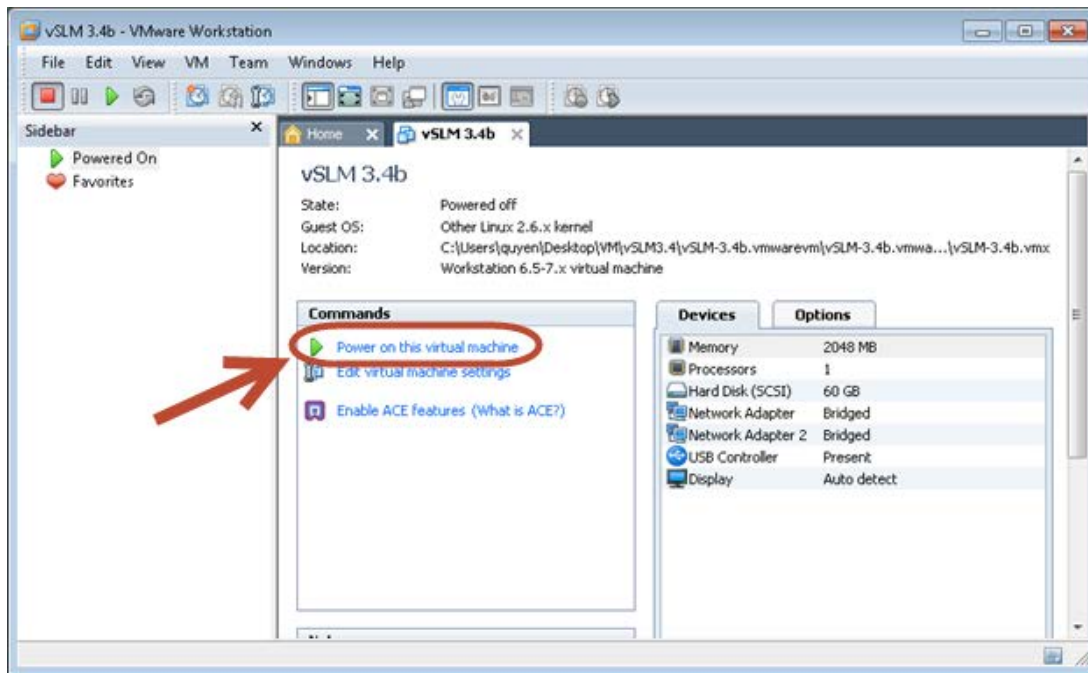 vSLM 3.4b - VMware Workstation
File Edit View VM Team Windows Help
Sidebar
Powered On
Favorites
Home
vSLM 3.4b
vSLM 3.4b
State: Powered off
Guest OS: Other Linux 2.6.x kernel
Location: C:\Users\quyen\Desktop\VM\vSLM3.4\vSLM-3.4b.vmwarevm\vSLM-3.4b.vmwa...\vSLM-3.4b.vmx
Version: Workstation 6.5-7.x virtual machine
Commands
Power on this virtual machine
Edit virtual machine settings
Enable ACE features (What is ACE?)
Devices Options
Memory 2048 MB
Processors 1
Hard Disk (SCSI) 60 GB
Network Adapter Bridged
Network Adapter 2 Bridged
USB Controller Present
Display Auto detect